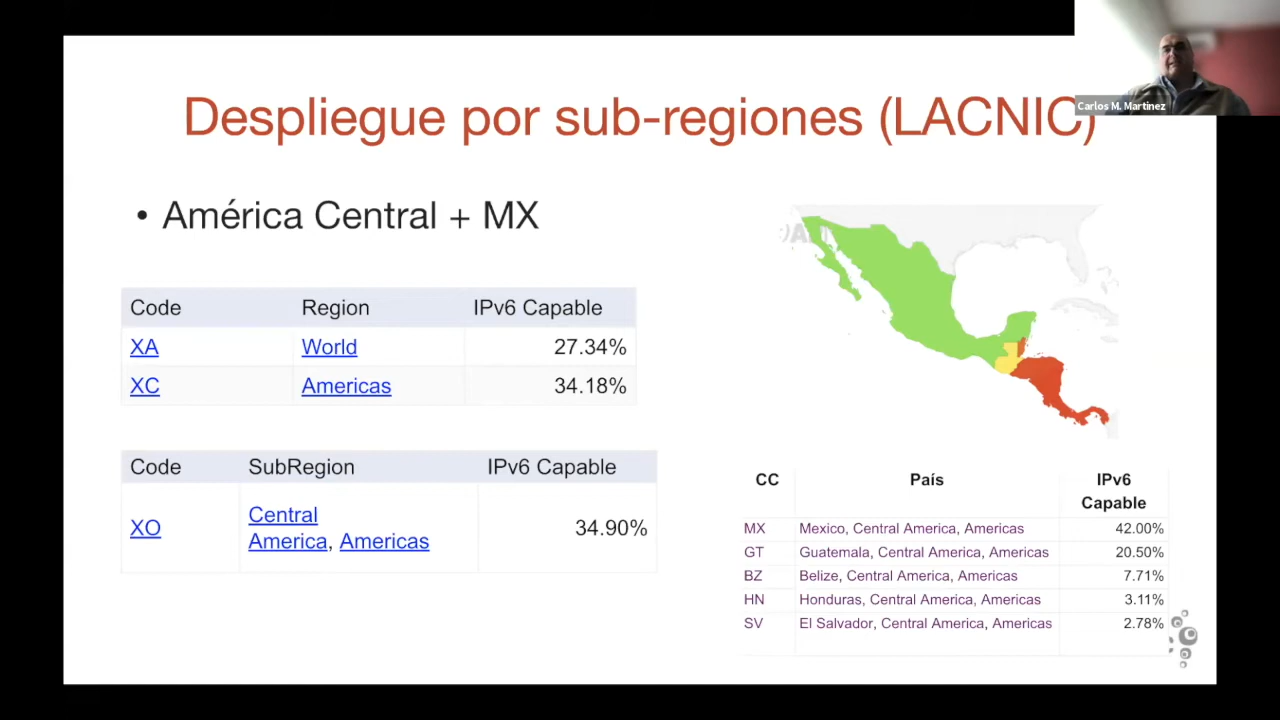 Despliegue por sub-regiones (LACNIC)
Carlos M. Martinez
• América Central + MX
Code Region IPv6 Capable
XA World 27.34%
XC Americas 34.18%
Code SubRegion IPv6 Capable
XO Central America, Americas 34.90%
CC País IPv6 Capable
MX Mexico, Central America, Americas 42.00%
GT Guatemala, Central America, Americas 20.50%
BZ Belize, Central America, Americas 7.71%
HN Honduras, Central America, Americas 3.11%
SV El Salvador, Central America, Americas 2.78%